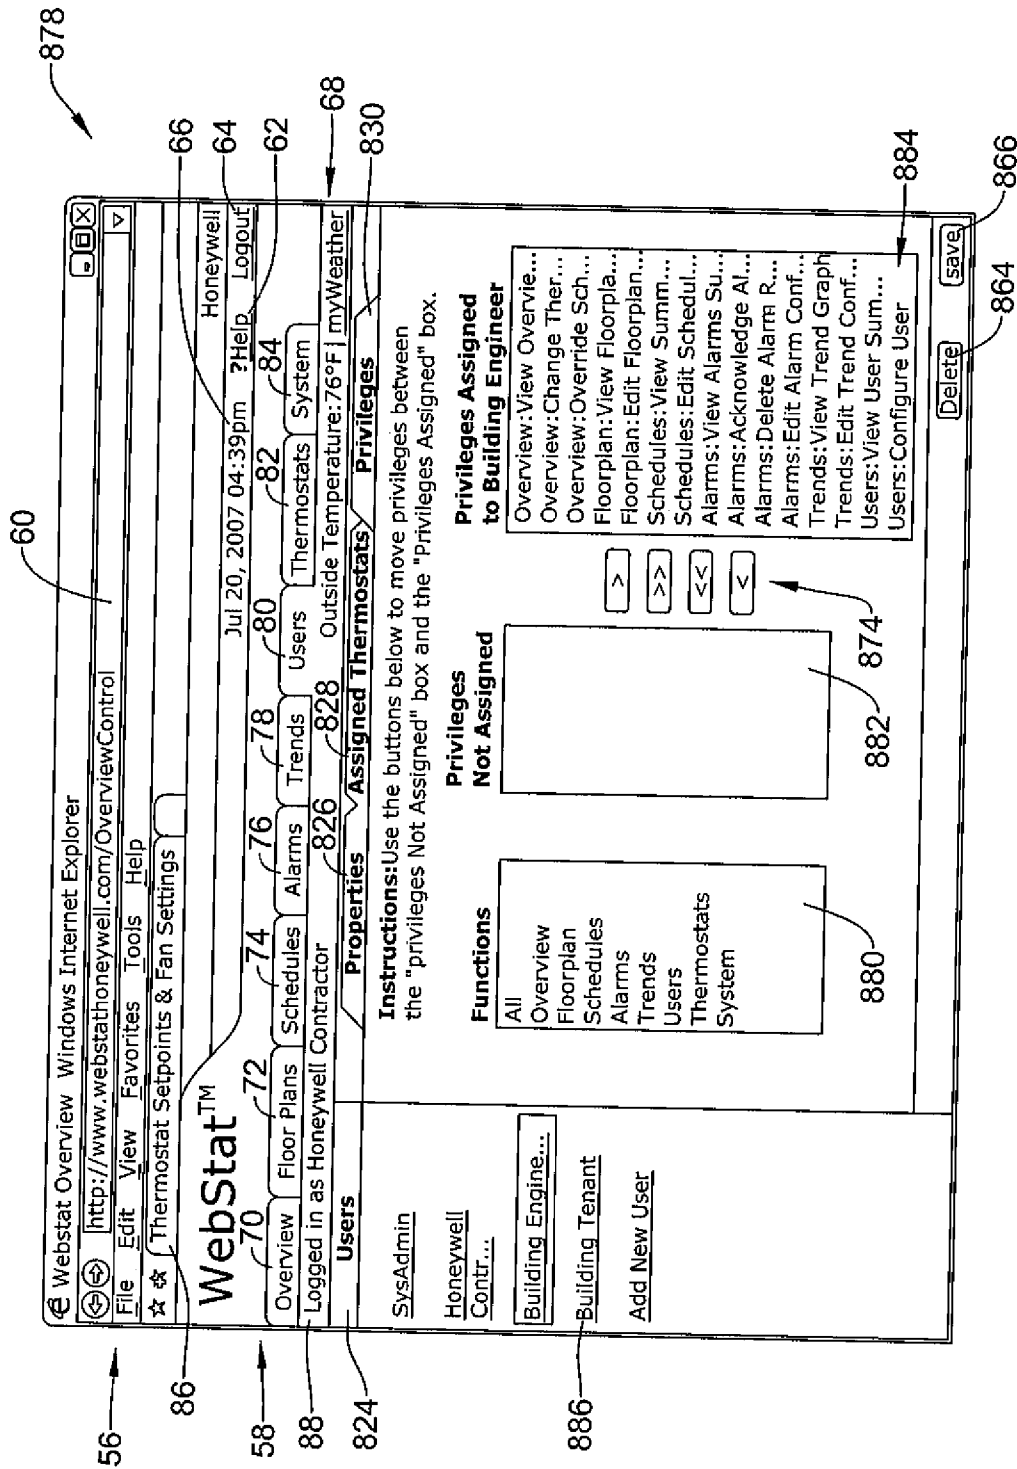 878
60
Webstat Overview Windows Internet Explorer
56
http://www.webstathoneywell.com/OverviewControl
File Edit View Favorites Tools Help
Thermostat Setpoints & Fan Settings
66
86
WebStat™
Honeywell
64
Jul 20, 2007 04:39pm ?Help Logout
62
58
70 72 74 76 78 80 82 84
Overview Floor Plans Schedules Alarms Trends Users Thermostats System
88
Logged in as Honeywell Contractor
Outside Temperature:76°F | myWeather
68
824
826 828 830
Users
Properties Assigned Thermostats Privileges
Instructions:Use the buttons below to move privileges between
the "privileges Not Assigned" box and the "Privileges Assigned" box.
SysAdmin
Honeywell
Contr...
Building Engine...
Building Tenant
886
Add New User
Functions
All
Overview
Floorplan
Schedules
Alarms
Trends
Users
Thermostats
System
880
Privileges
Not Assigned
882
>
>>
<<
<
874
Privileges Assigned
to Building Engineer
Overview:View Overvie...
Overview:Change Ther...
Overview:Override Sch...
Floorplan:View Floorpla...
Floorplan:Edit Floorplan...
Schedules:View Summ...
Schedules:Edit Schedul...
Alarms:View Alarms Su...
Alarms:Acknowledge Al...
Alarms:Delete Alarm R...
Alarms:Edit Alarm Conf...
Trends:View Trend Graph
Trends:Edit Trend Conf...
Users:View User Sum...
Users:Configure User
884
Delete save
864 866